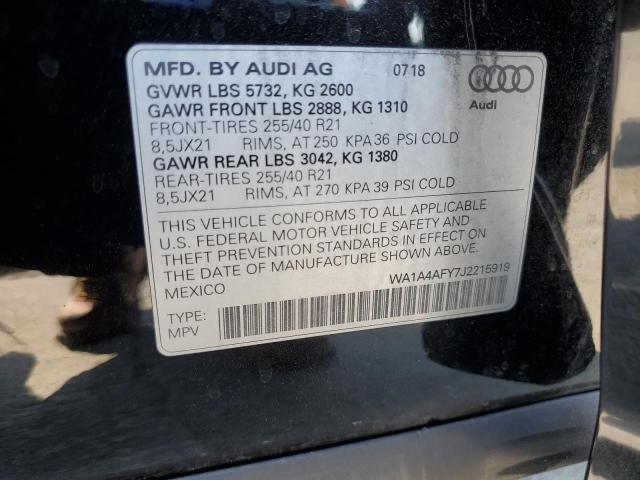 MFD. BY AUDI AG 07 18
GVWR LBS 5732, KG 2600
GAWR FRONT LBS 2888, KG 1310
FRONT-TIRES 255/40 R21
8,5JX21 RIMS, AT 250 KPA 36 PSI COLD
GAWR REAR LBS 3042, KG 1380
REAR-TIRES 255/40 R21
8,5JX21 RIMS, AT 270 KPA 39 PSI COLD
Audi
THIS VEHICLE CONFORMS TO ALL APPLICABLE
U.S. FEDERAL MOTOR VEHICLE SAFETY AND
THEFT PREVENTION STANDARDS IN EFFECT ON
THE DATE OF MANUFACTURE SHOWN ABOVE.
MEXICO
WA1A4AFY7J2215919
TYPE:
MPV